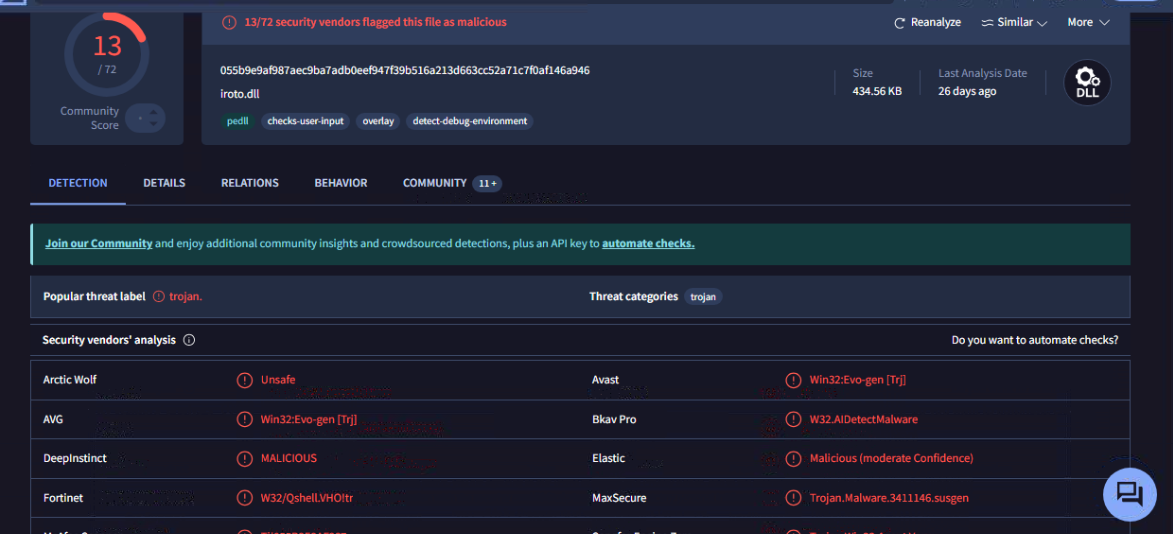 13
/ 72
Community
Score
13/72 security vendors flagged this file as malicious
Reanalyze
Similar
More
055b9e9af987aec9ba7adb0eef947f39b516a213d663cc52a71c7f0af146a946
iroto.dll
pedll
checks-user-input
overlay
detect-debug-environment
Size
434.56 KB
Last Analysis Date
26 days ago
DLL
DETECTION DETAILS RELATIONS BEHAVIOR COMMUNITY 11+
Join our Community and enjoy additional community insights and crowdsourced detections, plus an API key to automate checks.
Popular threat label trojan.
Threat categories trojan
Security vendors' analysis
Do you want to automate checks?
Arctic Wolf Unsafe
Avast Win32:Evo-gen [Trj]
AVG Win32:Evo-gen [Trj]
Bkav Pro W32.AIDetectMalware
DeepInstinct MALICIOUS
Elastic Malicious (moderate Confidence)
Fortinet W32/Qshell.VHO!tr
MaxSecure Trojan.Malware.3411146.susgen